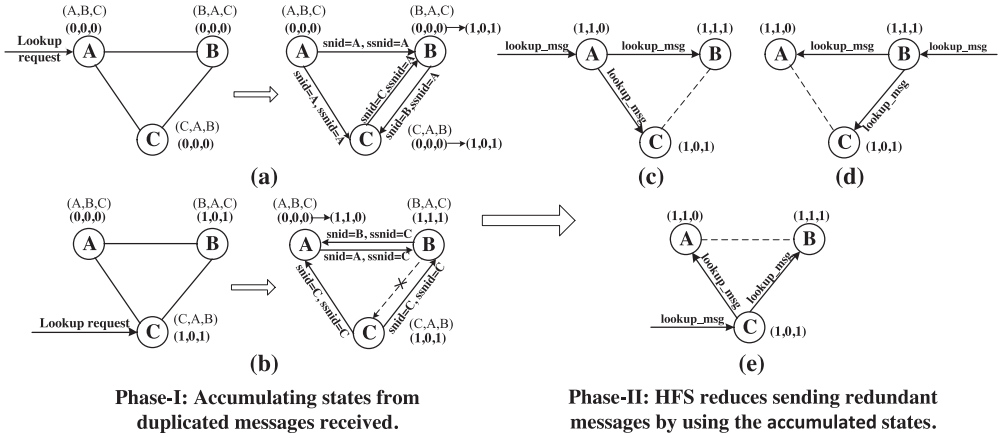 (A,B,C)
(0,0,0)
(B,A,C)
(0,0,0)
Lookup
request
A
B
C
(C,A,B)
(0,0,0)
(A,B,C)
(0,0,0)
(B,A,C)
(0,0,0)→(1,0,1)
A
snid=A, ssnid=A
B
snid=A, ssnid=A
snid=C,ssnid=A
snid=B,ssnid=A
C
(C,A,B)
(0,0,0)→(1,0,1)
(a)
(1,1,0)
(1,1,1)
lookup_msg
A
lookup_msg
B
lookup_msg
C
(1,0,1)
(c)
(1,1,0)
(1,1,1)
A
lookup_msg
B
lookup_msg
lookup_msg
C
(1,0,1)
(d)
(A,B,C)
(0,0,0)
(B,A,C)
(1,0,1)
A
B
Lookup request
C
(C,A,B)
(1,0,1)
(A,B,C)
(0,0,0)→(1,1,0)
(B,A,C)
(1,1,1)
A
snid=B, ssnid=C
snid=A, ssnid=C
B
snid=C, ssnid=C
snid=C, ssnid=C
C
(C,A,B)
(1,0,1)
(b)
(1,1,0)
(1,1,1)
A
B
lookup_msg
lookup_msg
lookup_msg
C
(1,0,1)
(e)
Phase-I: Accumulating states from
duplicated messages received.
Phase-II: HFS reduces sending redundant
messages by using the accumulated states.